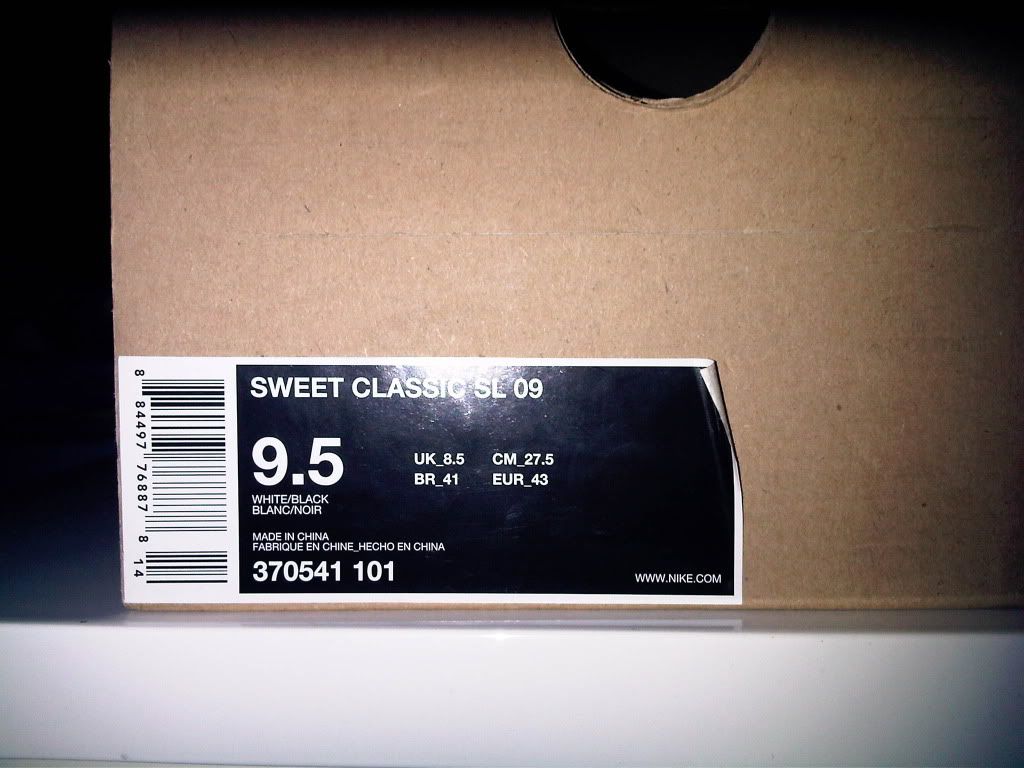 SWEET CLASSIC SL 09
9.5
UK_8.5 CM_27.5
BR_41 EUR_43
WHITE/BLACK
BLANC/NOIR
MADE IN CHINA
FABRIQUE EN CHINE_HECHO EN CHINA
370541 101
WWW.NIKE.COM
8 84497 76887 8 14